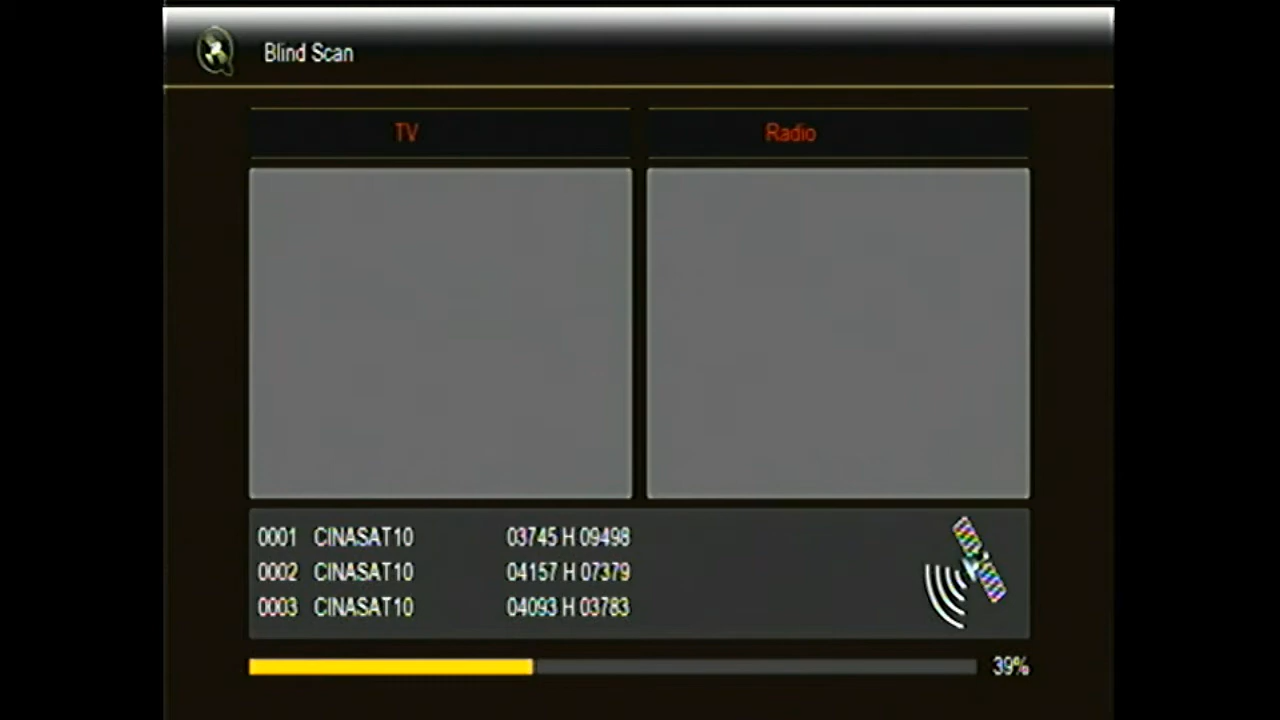 Blind Scan
TV
Radio
0001 CINASAT10 03745 H 09498
0002 CINASAT10 04157 H 07379
0003 CINASAT10 04093 H 03783
39%